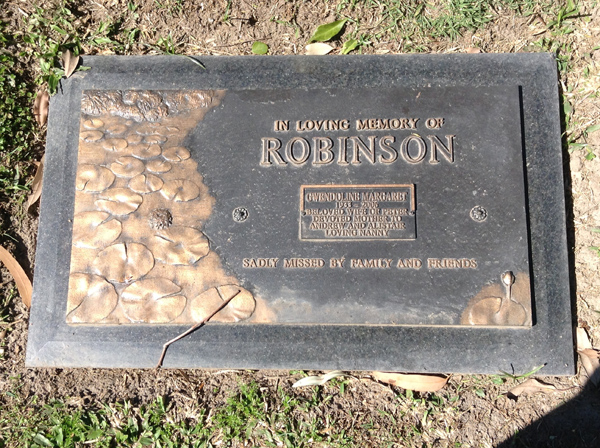 IN LOVING MEMORY OF
ROBINSON
GWENDOLINE MARGARET
BELOVED WIFE OF PETER
DEVOTED MOTHER TO
ANDREW AND ALISTAIR
LOVING NANNY
SADLY MISSED BY FAMILY AND FRIENDS